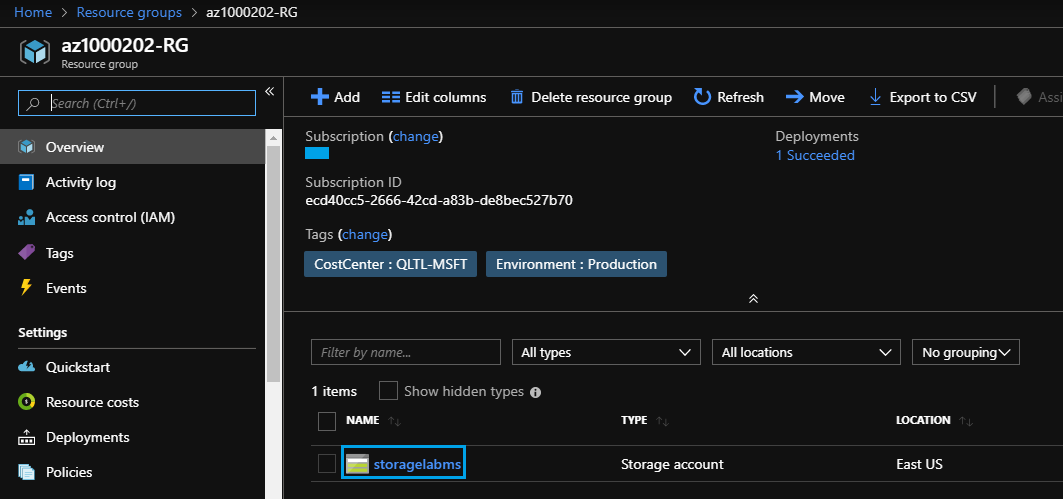 Home > Resource groups > az1000202-RG
az1000202-RG
Resource group
Search (Ctrl+/)
«
Overview
Activity log
Access control (IAM)
Tags
Events
Settings
Quickstart
Resource costs
Deployments
Policies
Add Edit columns Delete resource group Refresh Move Export to CSV Assi
Subscription (change)
Deployments
1 Succeeded
Subscription ID
ecd40cc5-2666-42cd-a83b-de8bec527b70
Tags (change)
CostCenter : QLTL-MSFT Environment : Production
Filter by name... All types All locations No grouping
1 items Show hidden types
NAME TYPE LOCATION
storagelabms Storage account East US